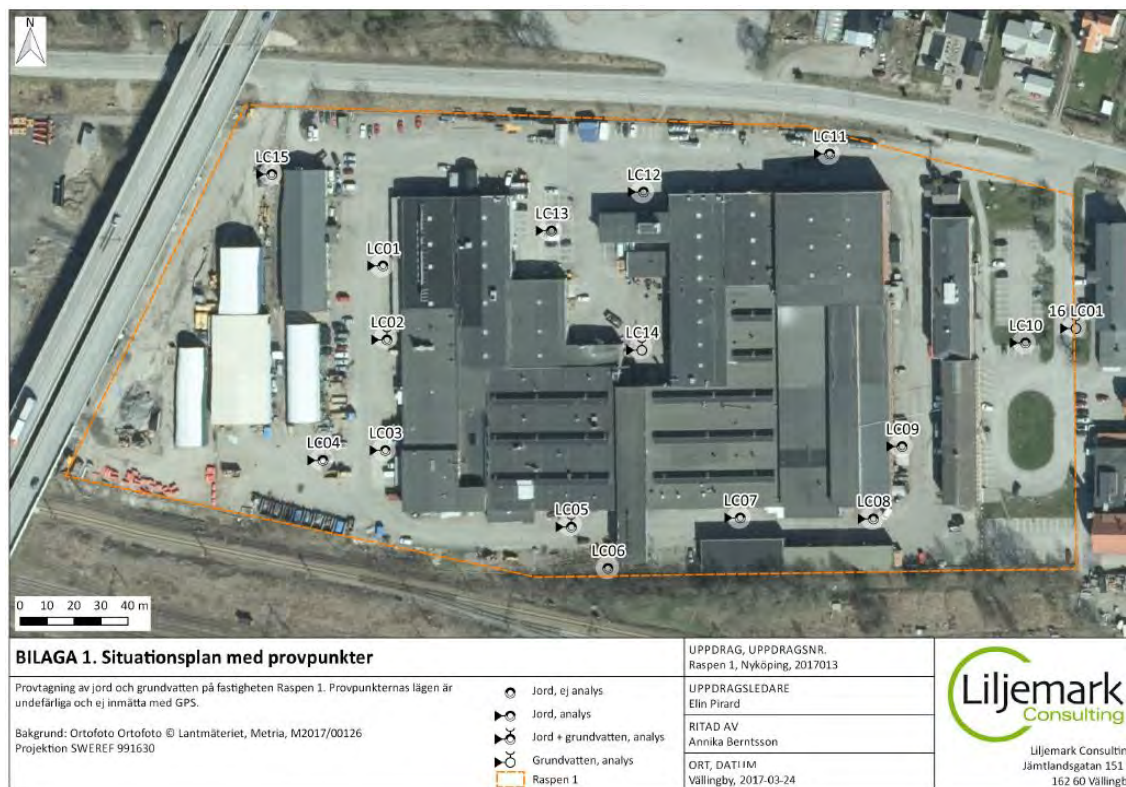 N
LC11
LC15
LC12
LC13
LC01
16 LC01
LC02
LC14
LC10
LC03
LC04
LC09
LC05
LC07
LC08
LC06
0 10 20 30 40 m
BILAGA 1. Situationsplan med provpunkter
Provtagning av jord och grundvatten på fastigheten Raspen 1. Provpunkternas lägen är
undefärliga och ej inmätta med GPS.
Bakgrund: Ortofoto Ortofoto © Lantmäteriet, Metria, M2017/00126
Projektion SWEREF 991630
Jord, ej analys
Jord, analys
Jord + grundvatten, analys
Grundvatten, analys
Raspen 1
UPPDRAG, UPPDRAGSNR.
Raspen 1, Nyköping, 2017013
UPPDRAGSLEDARE
Elin Pirard
RITAD AV
Annika Berntsson
ORT, DATUM
Vällingby, 2017-03-24
Liljemark
Consulting
Liljemark Consultin
Jämtlandsgatan 151
162 60 Vällingb